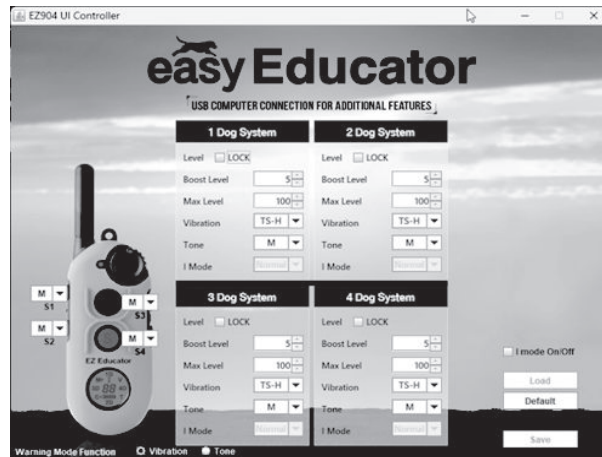 EZ904 UI Controller
easy Educator
USB COMPUTER CONNECTION FOR ADDITIONAL FEATURES
1 Dog System
Level LOCK
Boost Level 5
Max Level 100
Vibration TS-H
Tone M
I Mode Normal
2 Dog System
Level LOCK
Boost Level 5
Max Level 100
Vibration TS-H
Tone M
I Mode Normal
M
S1
M
S2
M
S3
M
S4
EZ Educator
3 Dog System
Level LOCK
Boost Level 5
Max Level 100
Vibration TS-H
Tone M
I Mode Normal
4 Dog System
Level LOCK
Boost Level 5
Max Level 100
Vibration TS-H
Tone M
I Mode Normal
I mode On/Off
Load
Default
Save
Warning Mode Function Vibration Tone